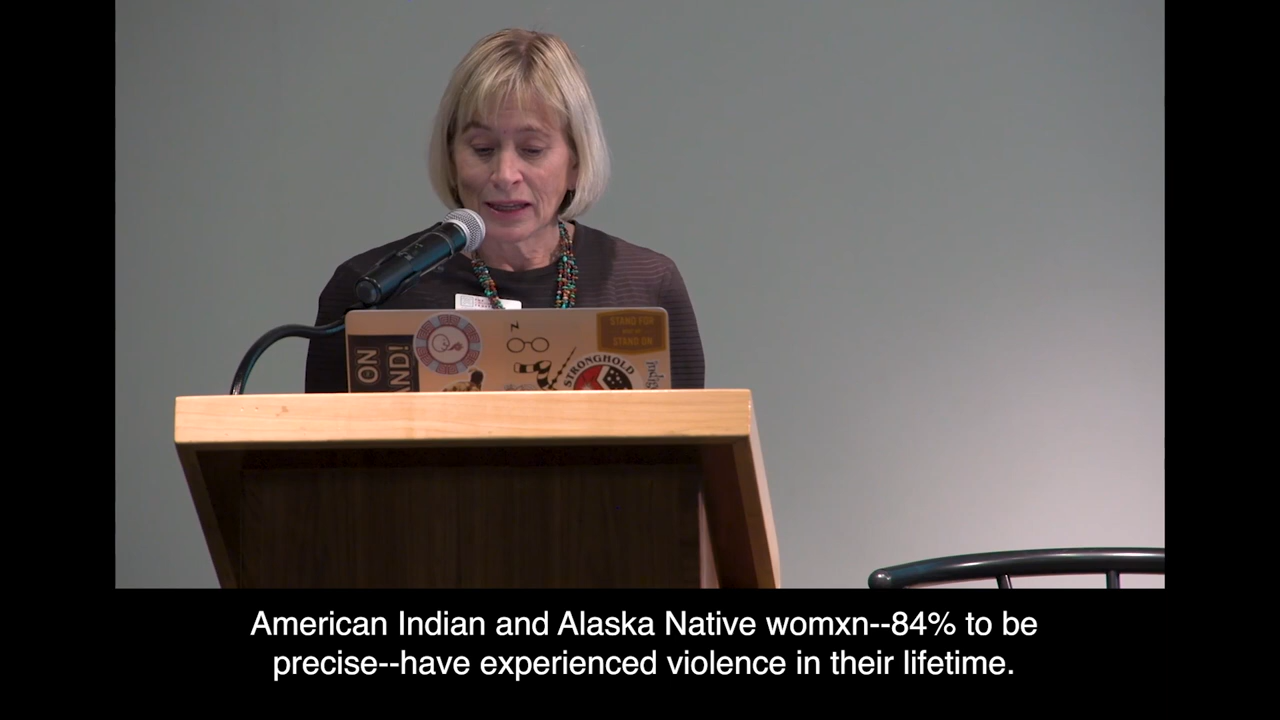 STAND FOR
STAND ON
ON
AND!
STRONGHOLD
American Indian and Alaska Native womxn--84% to be
precise--have experienced violence in their lifetime.